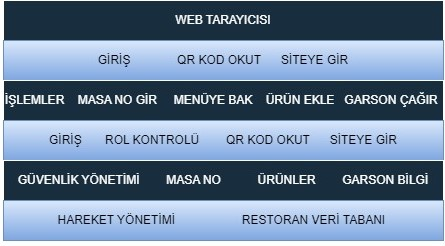 WEB TARAYICISI
GİRİŞ QR KOD OKUT SİTEYE GİR
İŞLEMLER MASA NO GİR MENÜYE BAK ÜRÜN EKLE GARSON ÇAĞIR
GİRİŞ ROL KONTROLÜ QR KOD OKUT SİTEYE GİR
GÜVENLİK YÖNETİMİ MASA NO ÜRÜNLER GARSON BİLGİ
HAREKET YÖNETİMİ RESTORAN VERİ TABANI